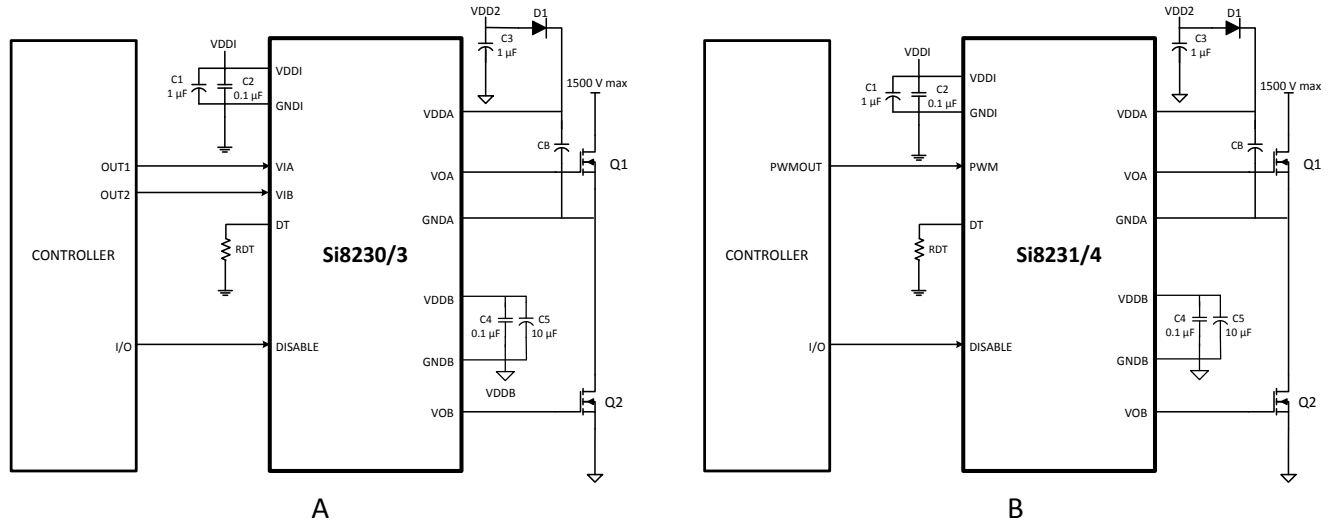 VDD2
D1
C3
1 µF
VDDI
C1
1 µF
C2
0.1 µF
VDDI
GNDI
1500 V max
VDDA
CB
OUT1
VIA
VOA
Q1
OUT2
VIB
DT
GNDA
RDT
CONTROLLER
Si8230/3
VDDB
C4
0.1 µF
C5
10 µF
I/O
DISABLE
GNDB
VDDB
VOB
Q2
A
VDD2
D1
C3
1 µF
VDDI
C1
1 µF
C2
0.1 µF
VDDI
GNDI
1500 V max
VDDA
CB
PWMOUT
PWM
VOA
Q1
DT
GNDA
RDT
CONTROLLER
Si8231/4
VDDB
C4
0.1 µF
C5
10 µF
I/O
DISABLE
GNDB
VOB
Q2
B